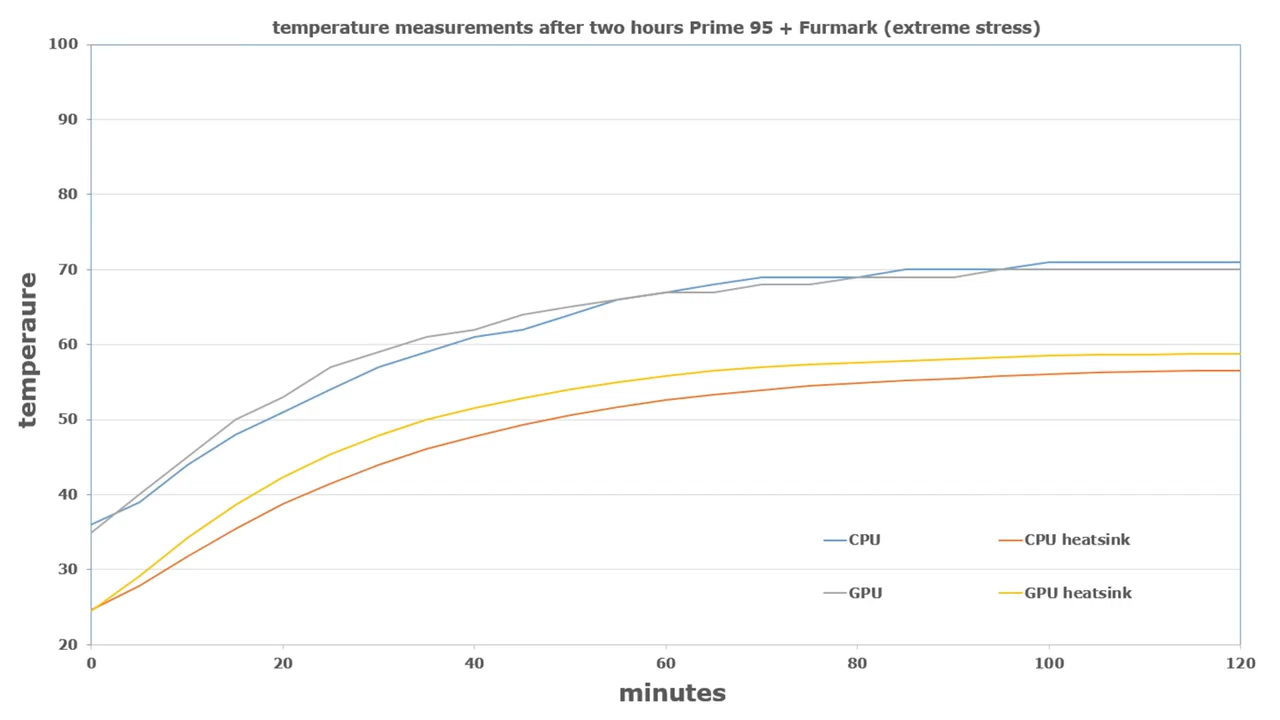 temperature measurements after two hours Prime 95 + Furmark (extreme stress)
100
90
80
70
60
50
40
30
20
temperaure
0 20 40 60 80 100 120
minutes
CPU CPU heatsink
GPU GPU heatsink